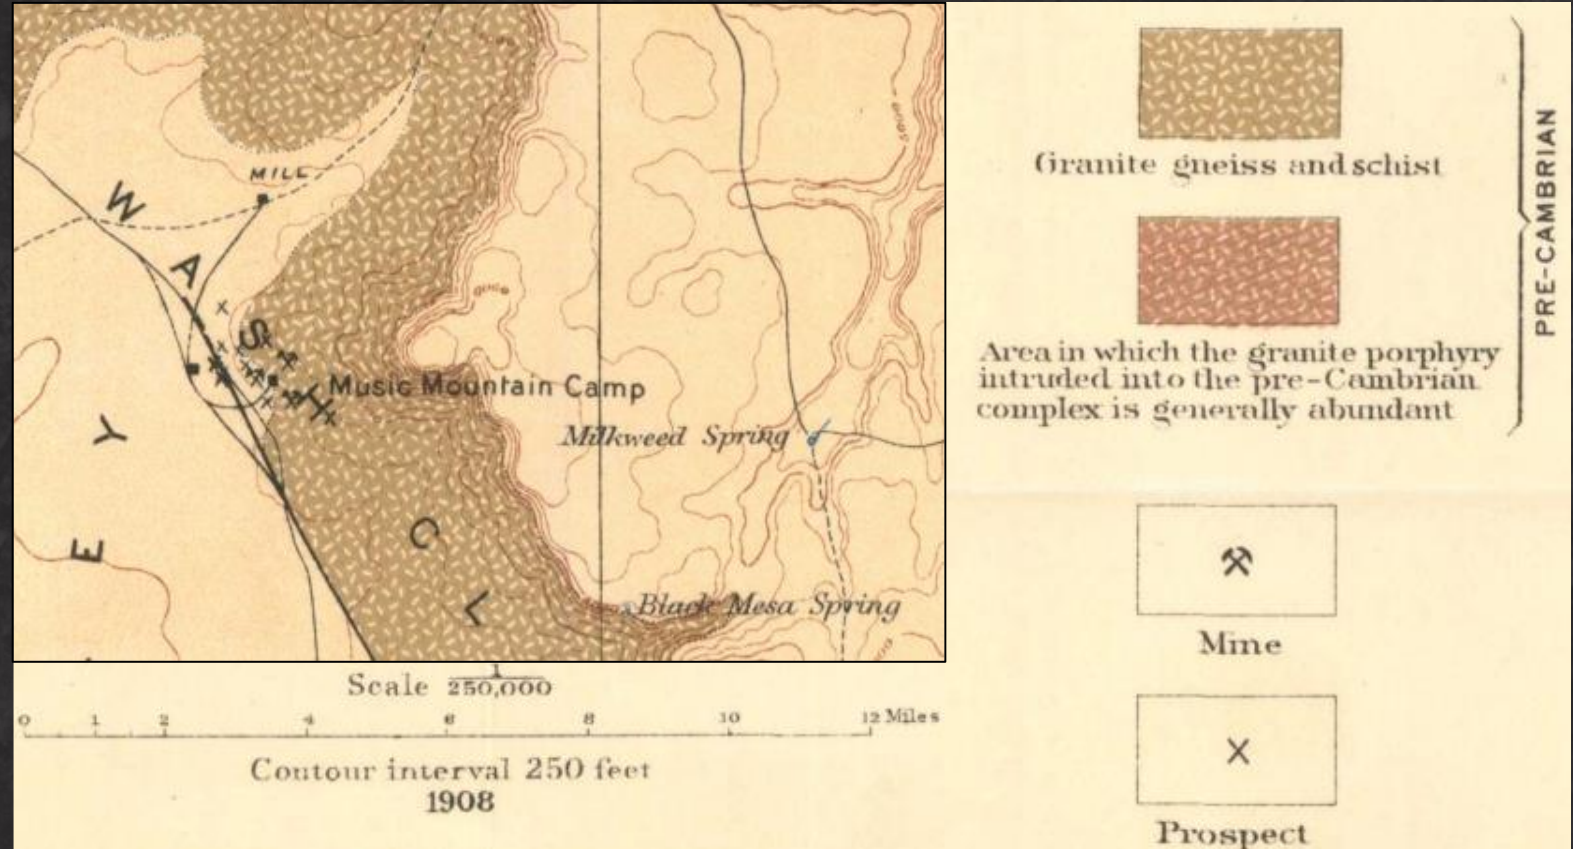 MILL
W
A
S
H
Music Mountain Camp
Milkweed Spring
Y
E
C
L
Black Mesa Spring
Scale 1/250,000
0 1 2 4 6 8 10 12 Miles
Contour interval 250 feet
1908
Granite gneiss and schist
Area in which the granite porphyry
intruded into the pre-Cambrian
complex is generally abundant
PRE-CAMBRIAN
Mine
Prospect